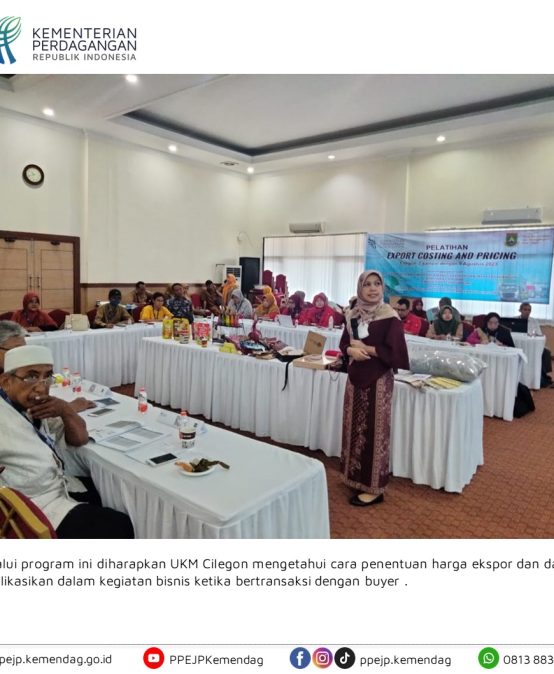 KEMENTERIAN
PERDAGANGAN
REPUBLIK INDONESIA
PELATIHAN
EXPORT COSTING AND PRICING
alui program ini diharapkan UKM Cilegon mengetahui cara penentuan harga ekspor dan da
likasikan dalam kegiatan bisnis ketika bertransaksi dengan buyer .
pejp.kemendag.go.id
PPEJPKemendag
ppejp.kemendag
0813 883